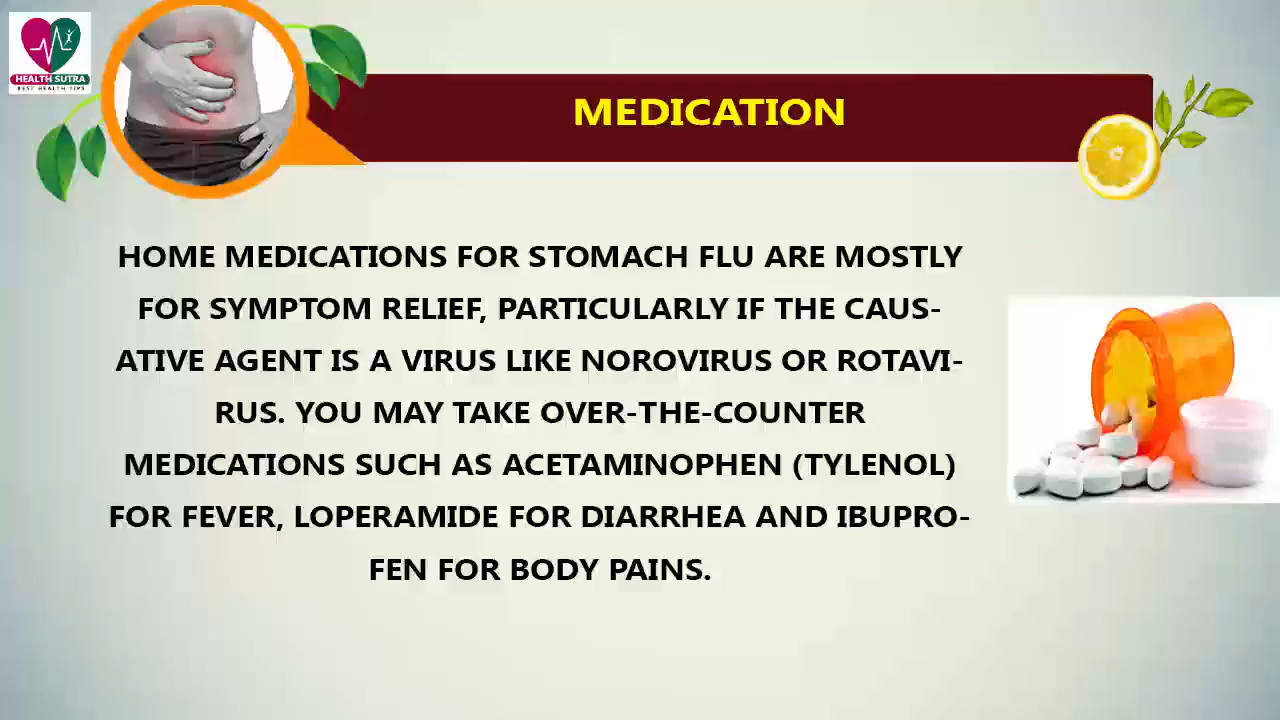 HEALTH SUTRA
BEST HEALTH TIPS
MEDICATION
HOME MEDICATIONS FOR STOMACH FLU ARE MOSTLY
FOR SYMPTOM RELIEF, PARTICULARLY IF THE CAUS-
ATIVE AGENT IS A VIRUS LIKE NOROVIRUS OR ROTAVI-
RUS. YOU MAY TAKE OVER-THE-COUNTER
MEDICATIONS SUCH AS ACETAMINOPHEN (TYLENOL)
FOR FEVER, LOPERAMIDE FOR DIARRHEA AND IBUPRO-
FEN FOR BODY PAINS.